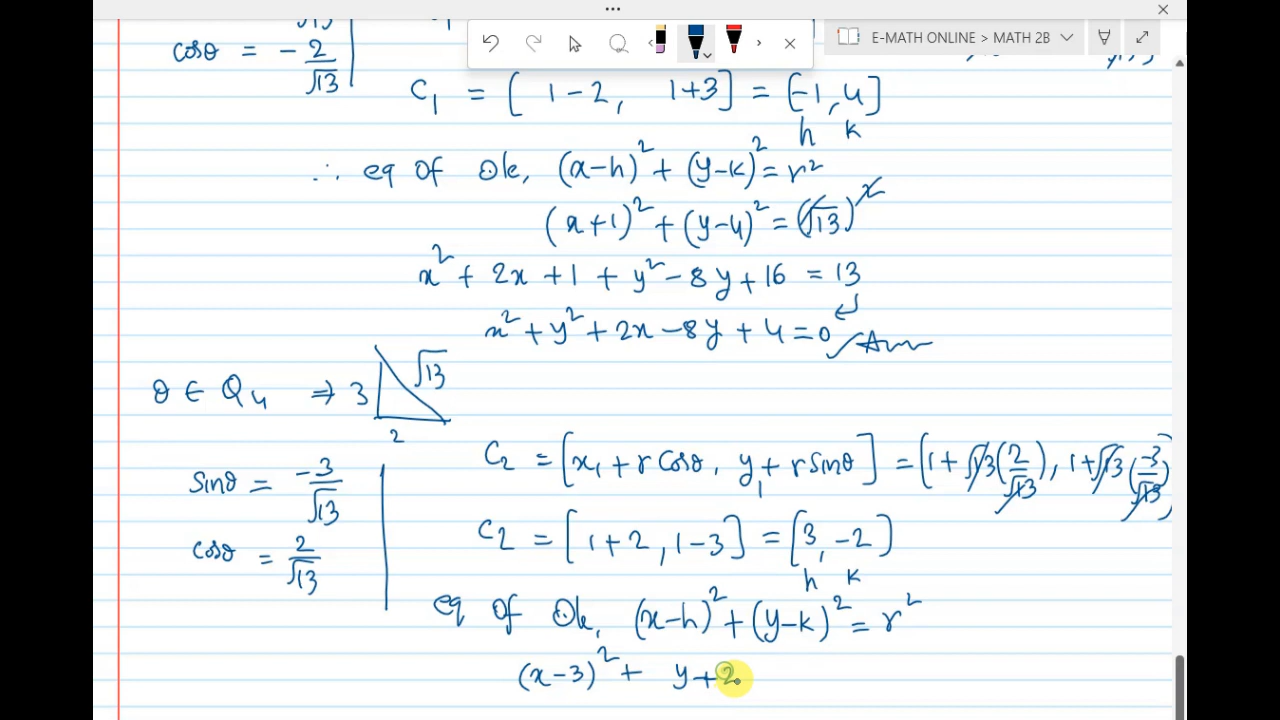 E-MATH ONLINE > MATH 2B
cosθ = - 2/√13
C₁ = [ 1-2, 1+3] = [-1, 4]
h k
∴ eq of ʘle, (x-h)² + (y-k)² = r²
(x+1)² + (y-4)² = (√13)²
x² + 2x + 1 + y² - 8y + 16 = 13
x² + y² + 2x - 8y + 4 = 0 Ans
θ ∈ Q₄ ⇒ 3 √13
2
C₂ = [x₁ + r cosθ, y₁ + r sinθ] = [1 + √13(2/√13), 1 + √13(-3/√13)]
sinθ = -3/√13
C₂ = [1+2, 1-3] = [3, -2]
cosθ = 2/√13
h k
eq of ʘle, (x-h)² + (y-k)² = r²
(x-3)² + y+2